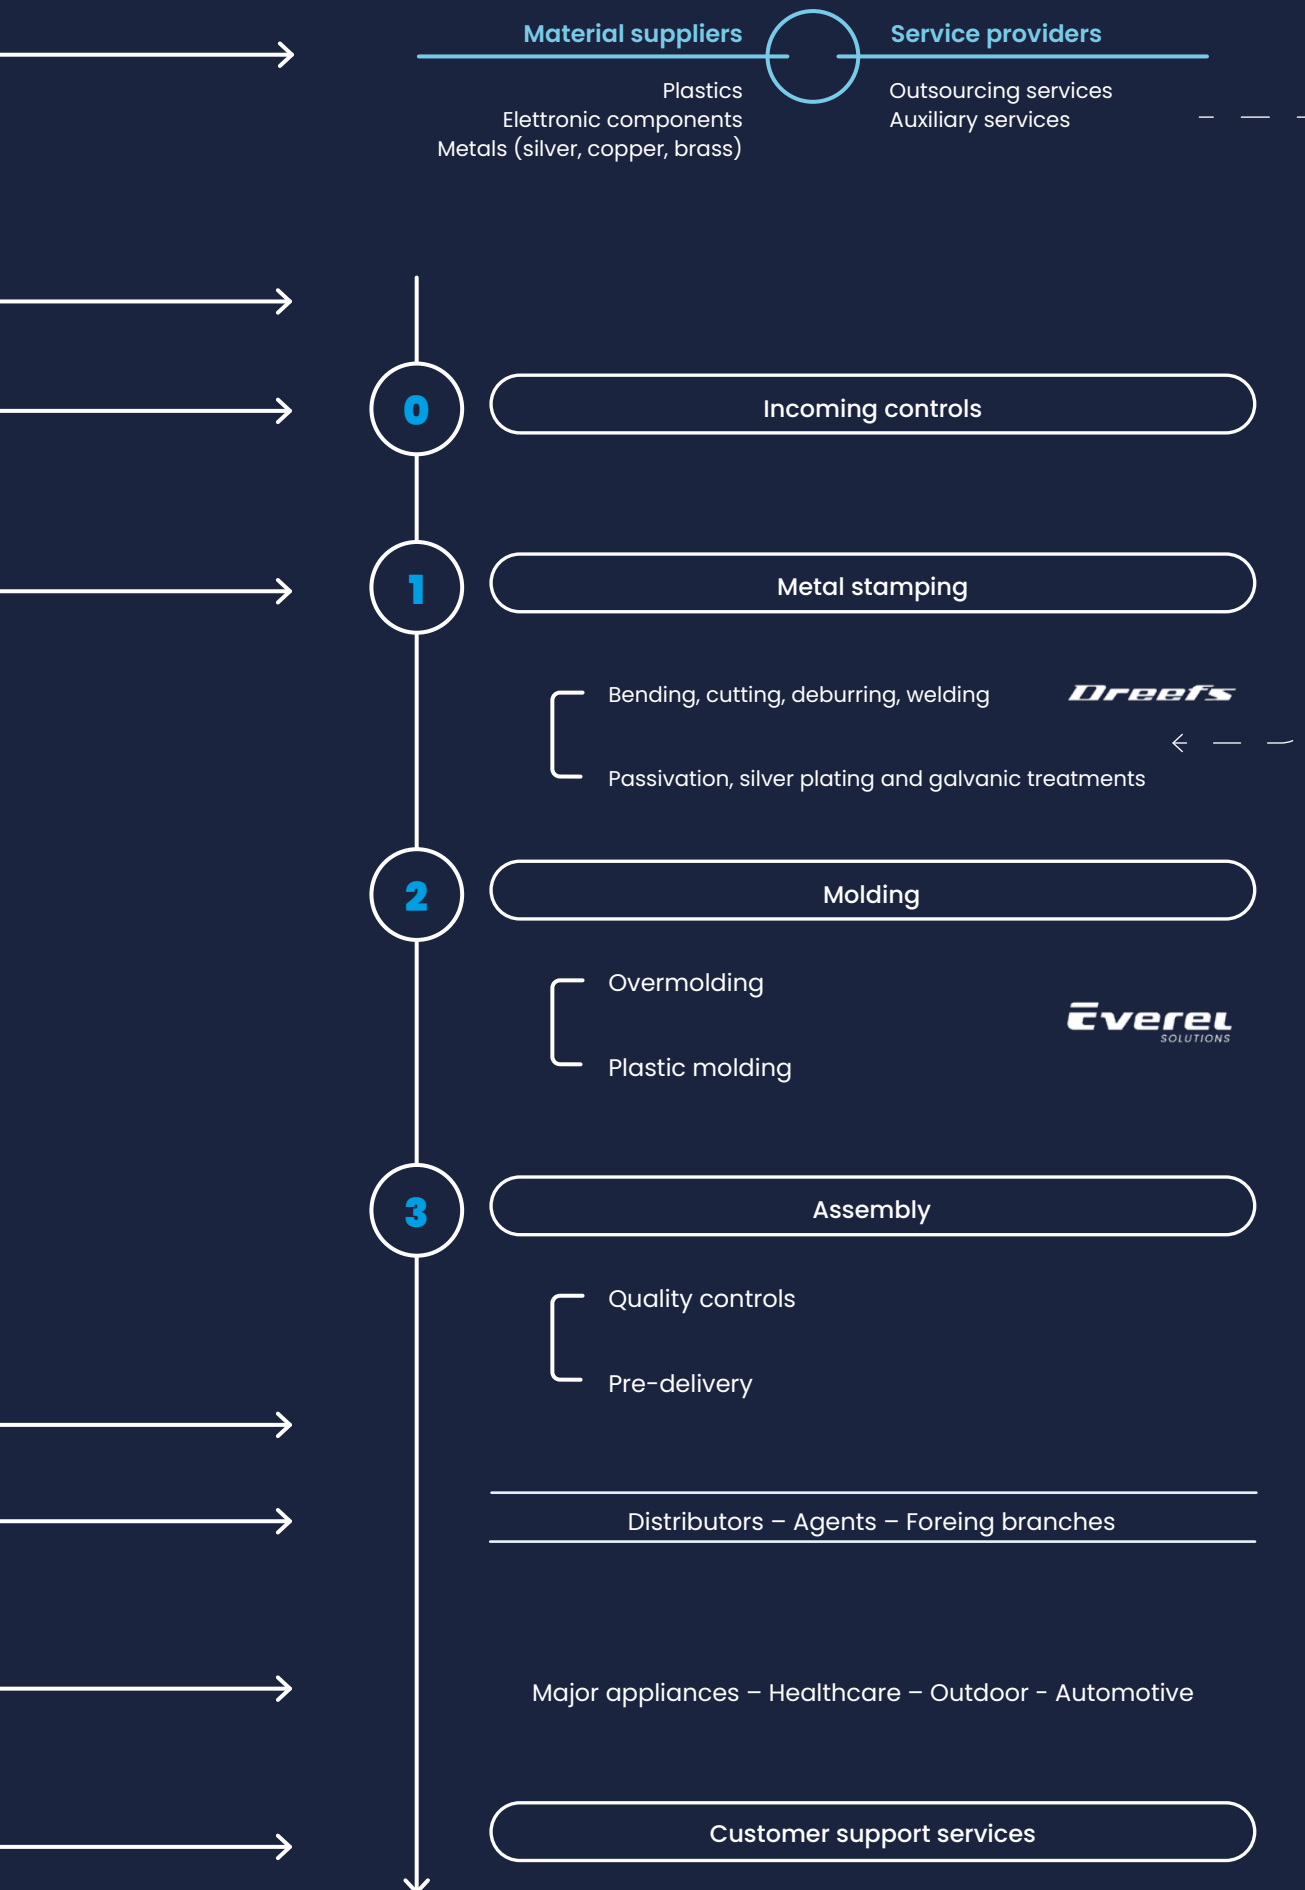 Material suppliers
Service providers
Plastics
Elettronic components
Metals (silver, copper, brass)
Outsourcing services
Auxiliary services
0
Incoming controls
1
Metal stamping
Bending, cutting, deburring, welding
Dreefs
Passivation, silver plating and galvanic treatments
2
Molding
Overmolding
Everel
SOLUTIONS
Plastic molding
3
Assembly
Quality controls
Pre-delivery
Distributors – Agents – Foreing branches
Major appliances – Healthcare – Outdoor - Automotive
Customer support services